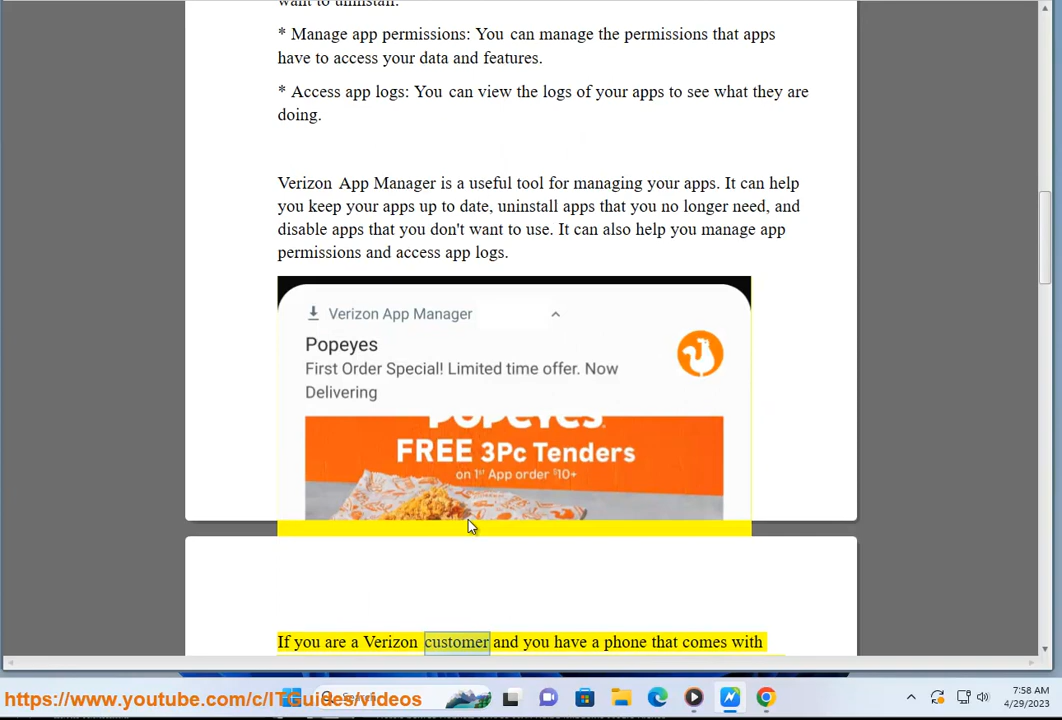 want to uninstall.
* Manage app permissions: You can manage the permissions that apps
have to access your data and features.
* Access app logs: You can view the logs of your apps to see what they are
doing.
Verizon App Manager is a useful tool for managing your apps. It can help
you keep your apps up to date, uninstall apps that you no longer need, and
disable apps that you don't want to use. It can also help you manage app
permissions and access app logs.
Verizon App Manager
Popeyes
First Order Special! Limited time offer. Now
Delivering
POPEYES
FREE 3Pc Tenders
on 1st App order $10+
If you are a Verizon customer and you have a phone that comes with
https://www.youtube.com/c/ITGuides/videos
7:58 AM
4/29/2023